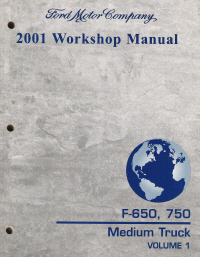 Ford Motor Company
2001 Workshop Manual
F-650, 750
Medium Truck
VOLUME 1